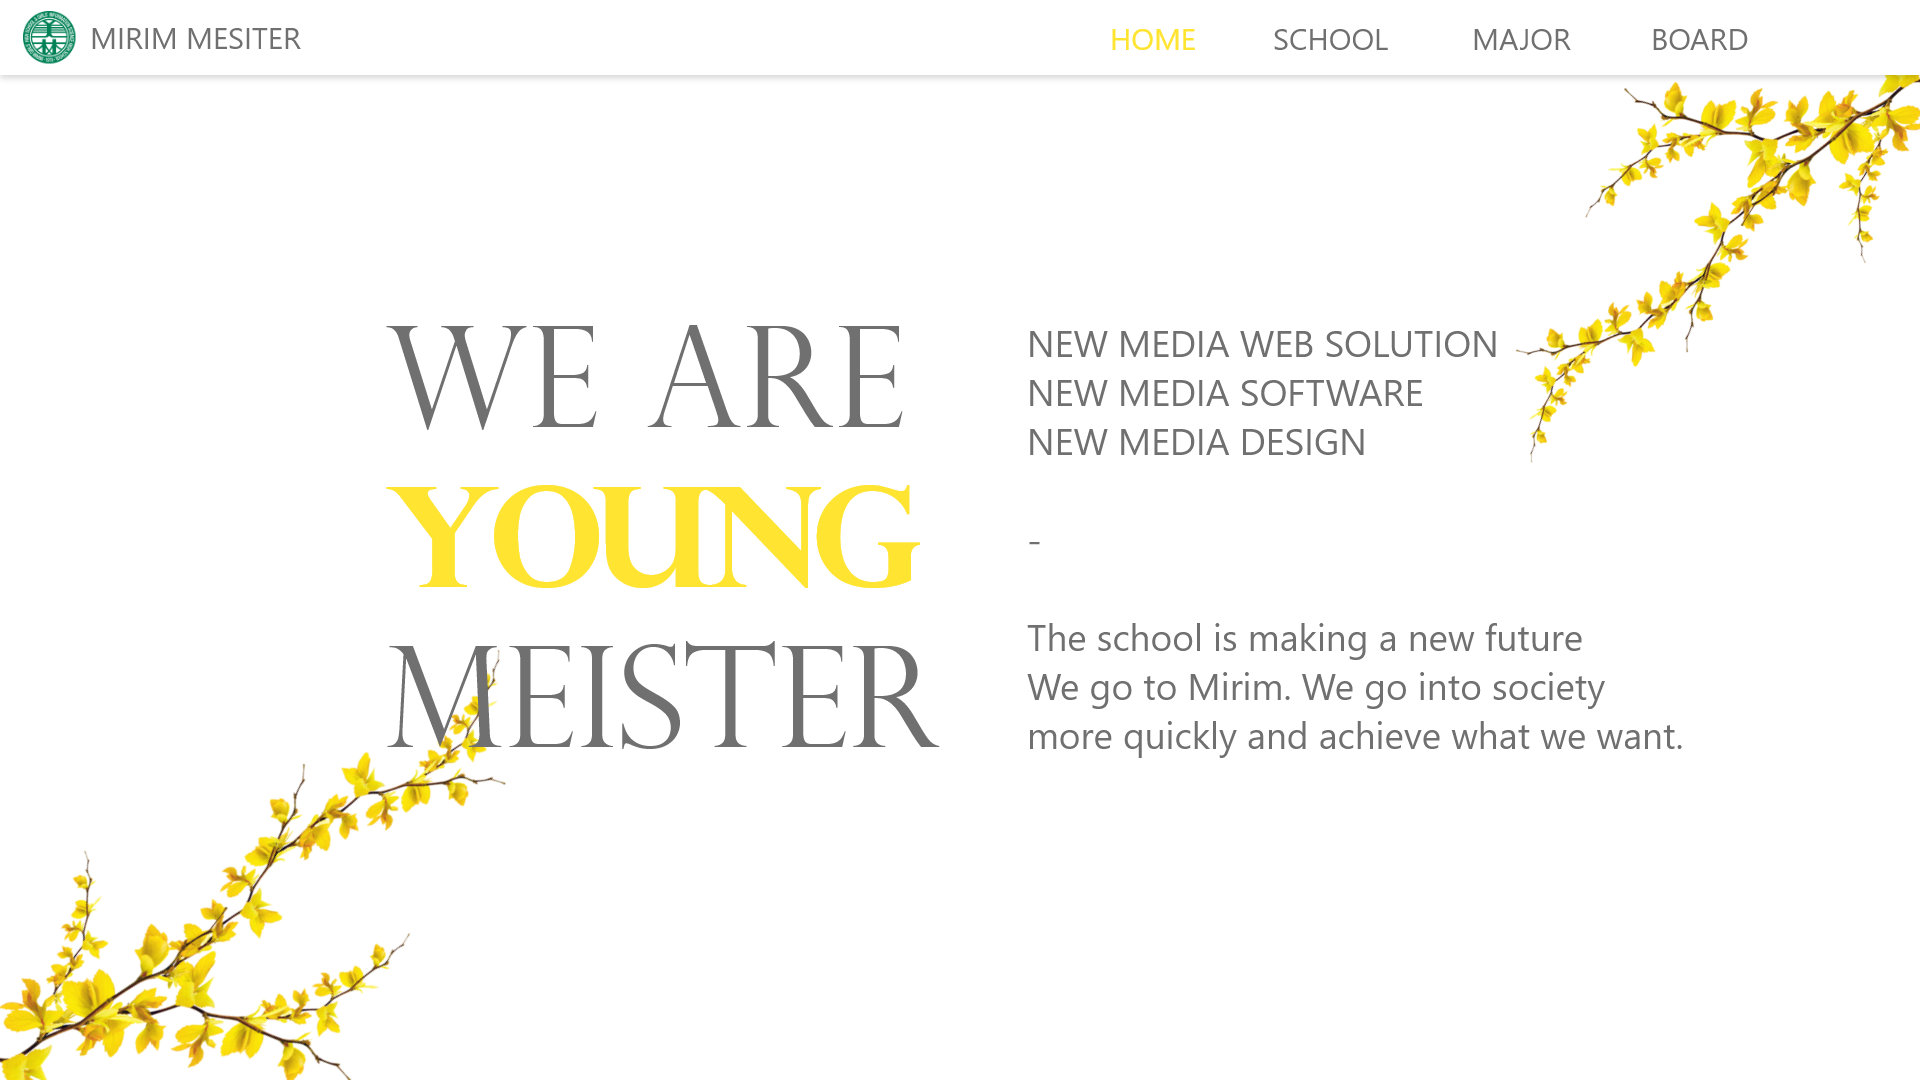 MIRIM MESITER
HOME
SCHOOL
MAJOR
BOARD
WE ARE
YOUNG
MEISTER
NEW MEDIA WEB SOLUTION
NEW MEDIA SOFTWARE
NEW MEDIA DESIGN
-
The school is making a new future
We go to Mirim. We go into society
more quickly and achieve what we want.